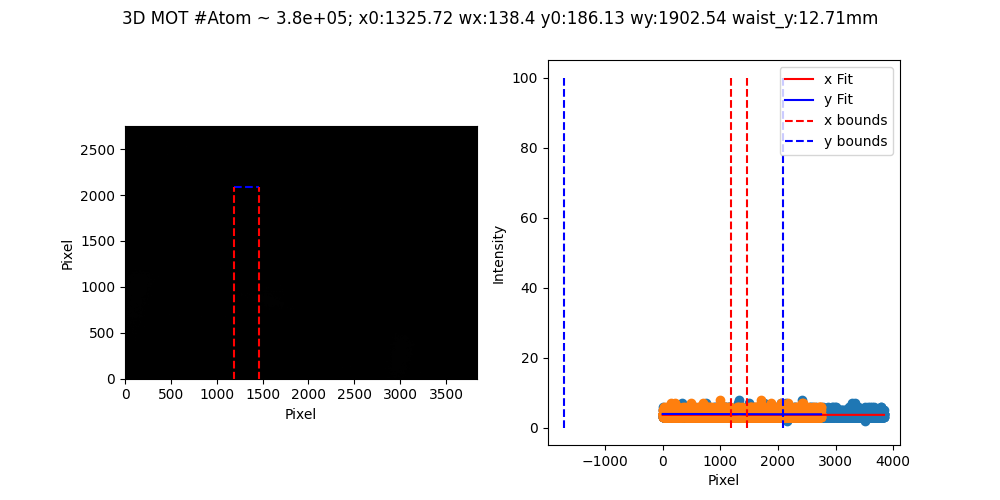 3D MOT #Atom ~ 3.8e+05; x0:1325.72 wx:138.4 y0:186.13 wy:1902.54 waist_y:12.71mm
2500
2000
1500
1000
500
0
Pixel
0 500 1000 1500 2000 2500 3000 3500
Pixel
100
80
60
40
20
0
Intensity
−1000 0 1000 2000 3000 4000
Pixel
x Fit
y Fit
x bounds
y bounds